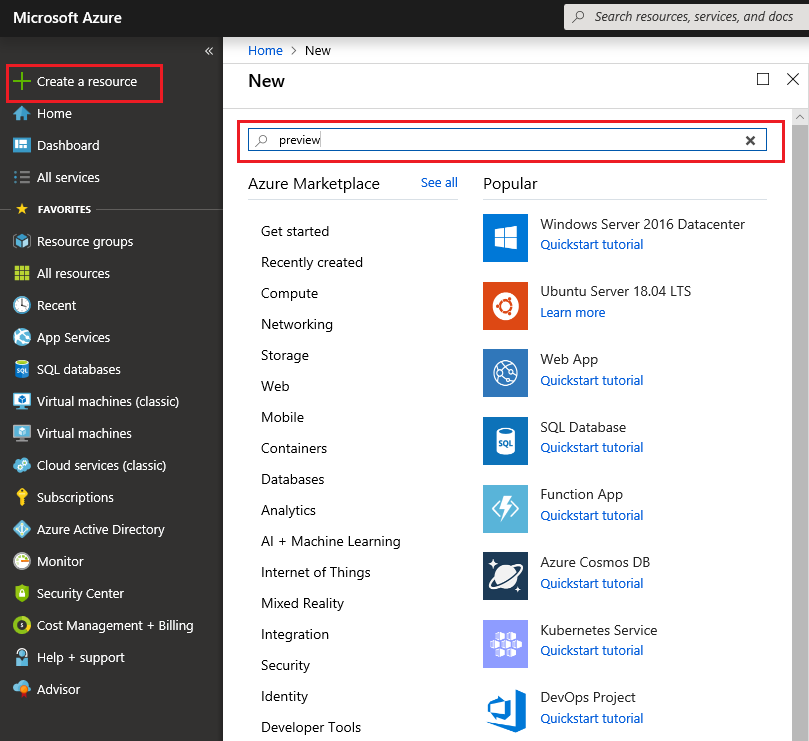 Microsoft Azure
Search resources, services, and docs
«
Create a resource
Home
Dashboard
All services
FAVORITES
Resource groups
All resources
Recent
App Services
SQL databases
Virtual machines (classic)
Virtual machines
Cloud services (classic)
Subscriptions
Azure Active Directory
Monitor
Security Center
Cost Management + Billing
Help + support
Advisor
Home > New
New
preview
Azure Marketplace See all
Get started
Recently created
Compute
Networking
Storage
Web
Mobile
Containers
Databases
Analytics
AI + Machine Learning
Internet of Things
Mixed Reality
Integration
Security
Identity
Developer Tools
Popular
Windows Server 2016 Datacenter
Quickstart tutorial
Ubuntu Server 18.04 LTS
Learn more
Web App
Quickstart tutorial
SQL Database
Quickstart tutorial
Function App
Quickstart tutorial
Azure Cosmos DB
Quickstart tutorial
Kubernetes Service
Quickstart tutorial
DevOps Project
Quickstart tutorial